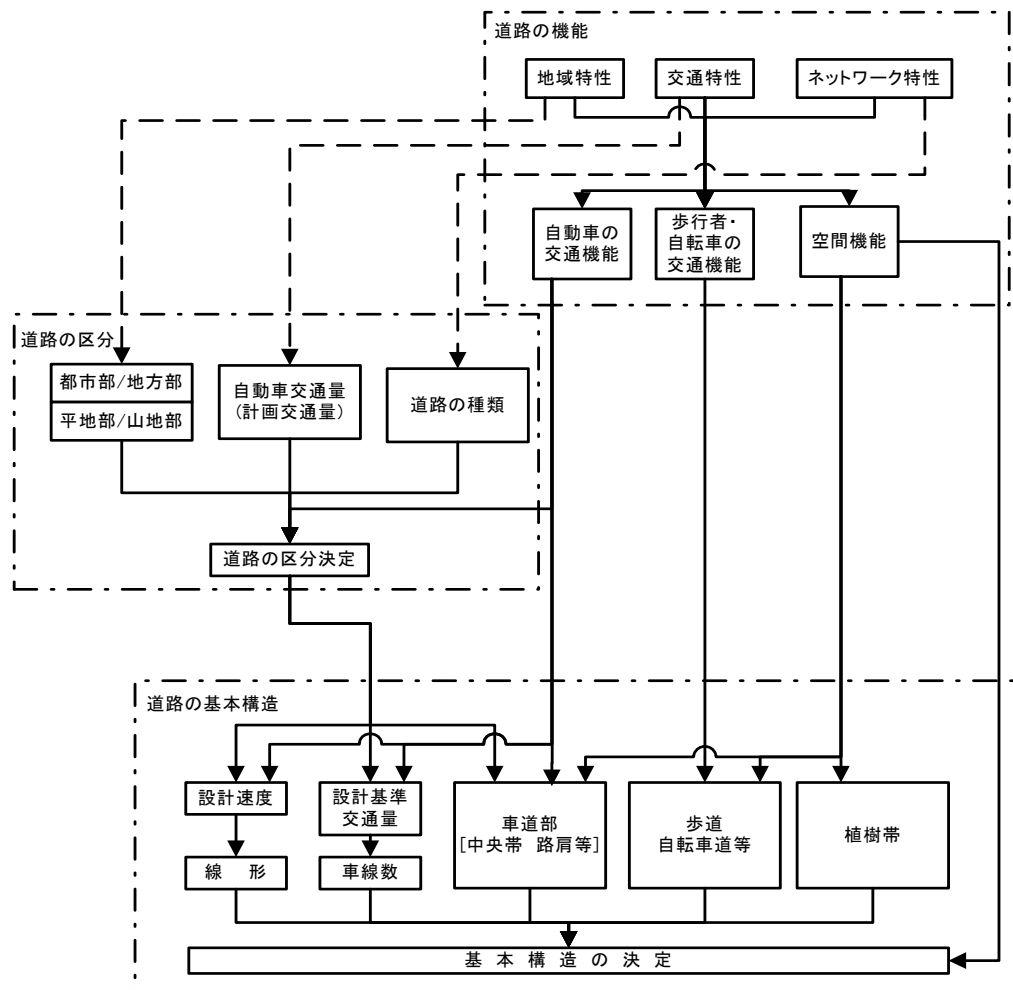 道路の機能
地域特性
交通特性
ネットワーク特性
自動車の
交通機能
歩行者・
自転車の
交通機能
空間機能
道路の区分
都市部/地方部
平地部/山地部
自動車交通量
(計画交通量)
道路の種類
道路の区分決定
道路の基本構造
設計速度
設計基準
交通量
車道部
[中央帯 路肩等]
歩道
自転車道等
植樹帯
線 形
車線数
基 本 構 造 の 決 定